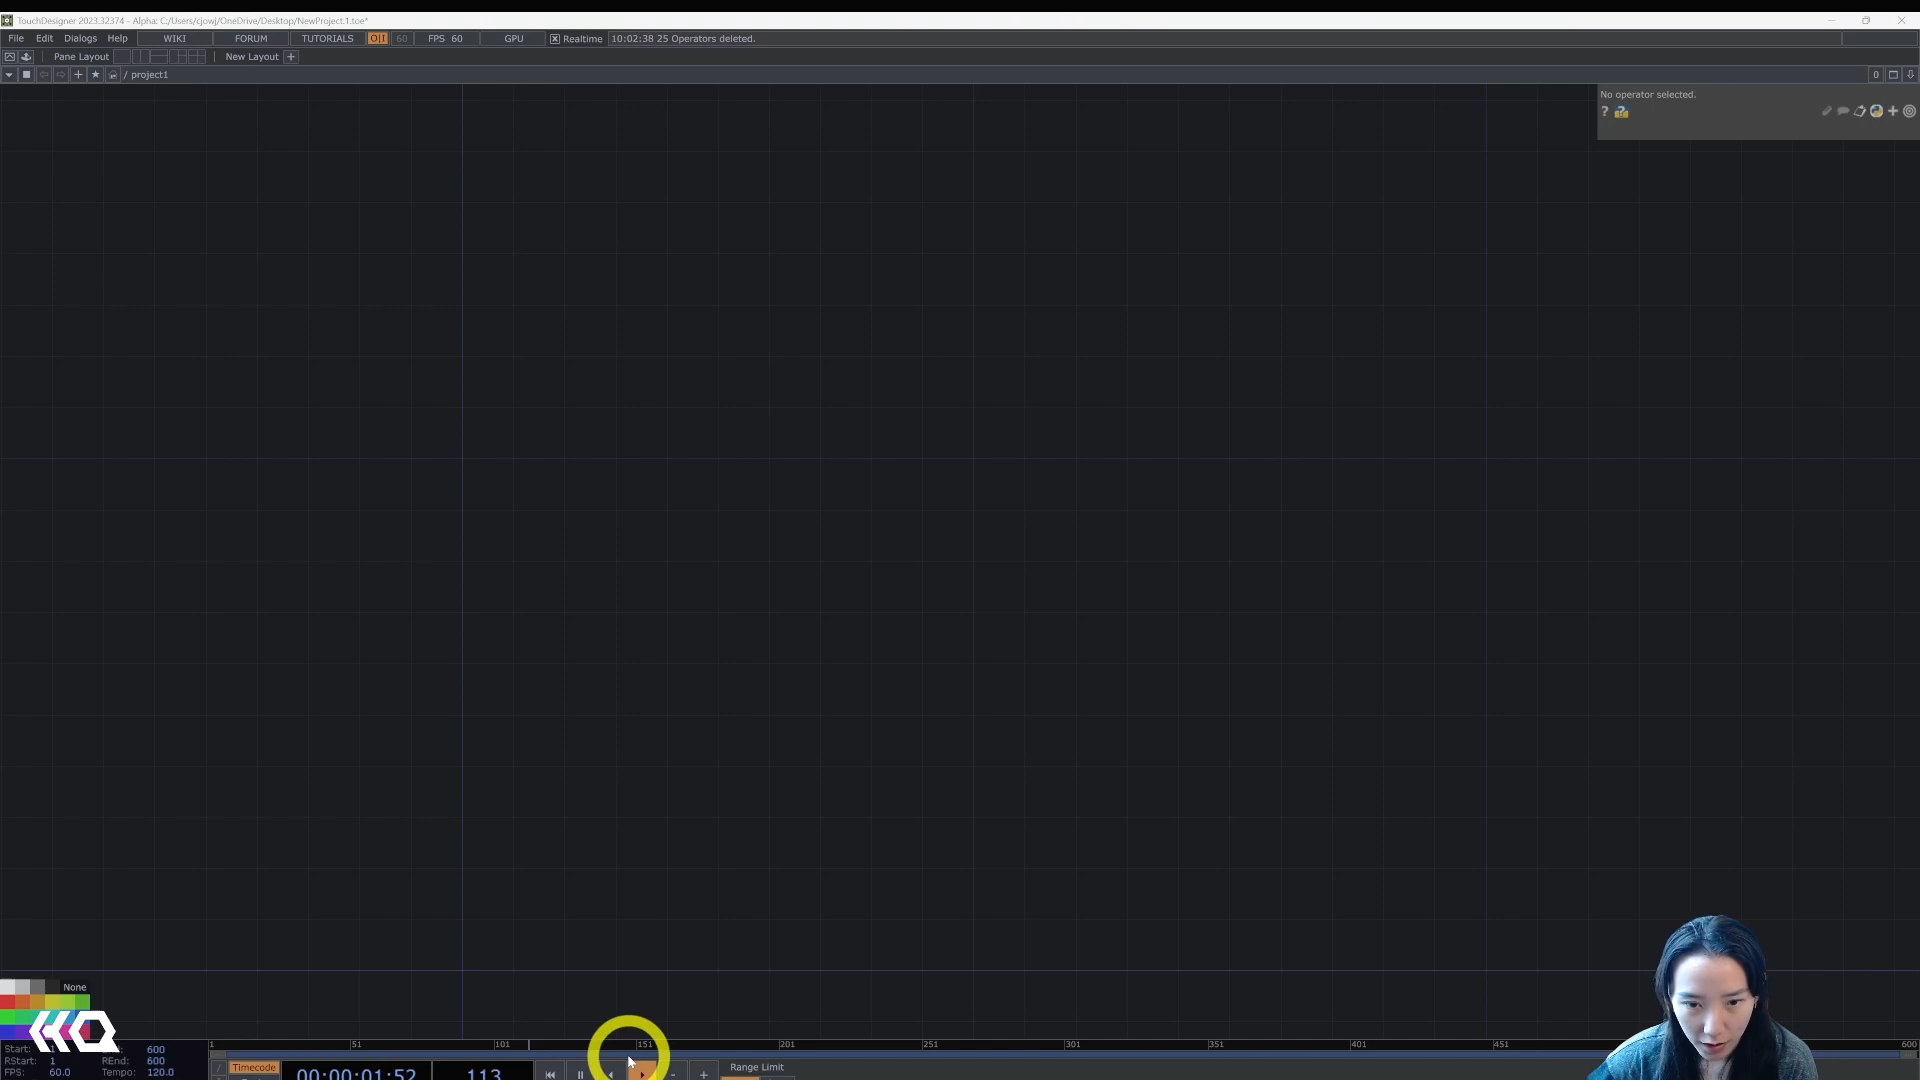 TouchDesigner 2023.32374 - Alpha: C:/Users/cjowj/OneDrive/Desktop/NewProject.1.toe*
File Edit Dialogs Help WIKI FORUM TUTORIALS O|I 60 FPS 60 GPU Realtime 10:02:38 25 Operators deleted.
Pane Layout New Layout +
/ project1 0
No operator selected.
None
HQ
1 51 101 151 201 251 301 351 401 451 600
Start: 600
RStart: 1 REnd: 600
FPS: 60.0 Tempo: 120.0
Timecode 00:00:01:52 113 - + Range Limit